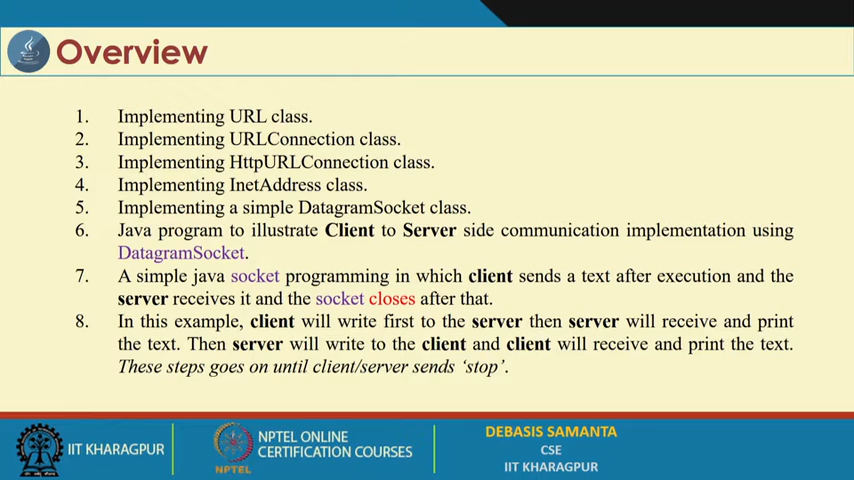 Overview
1. Implementing URL class.
2. Implementing URLConnection class.
3. Implementing HttpURLConnection class.
4. Implementing InetAddress class.
5. Implementing a simple DatagramSocket class.
6. Java program to illustrate Client to Server side communication implementation using
DatagramSocket.
7. A simple java socket programming in which client sends a text after execution and the
server receives it and the socket closes after that.
8. In this example, client will write first to the server then server will receive and print
the text. Then server will write to the client and client will receive and print the text.
These steps goes on until client/server sends ‘stop’.
IIT KHARAGPUR
NPTEL
NPTEL ONLINE
CERTIFICATION COURSES
DEBASIS SAMANTA
CSE
IIT KHARAGPUR